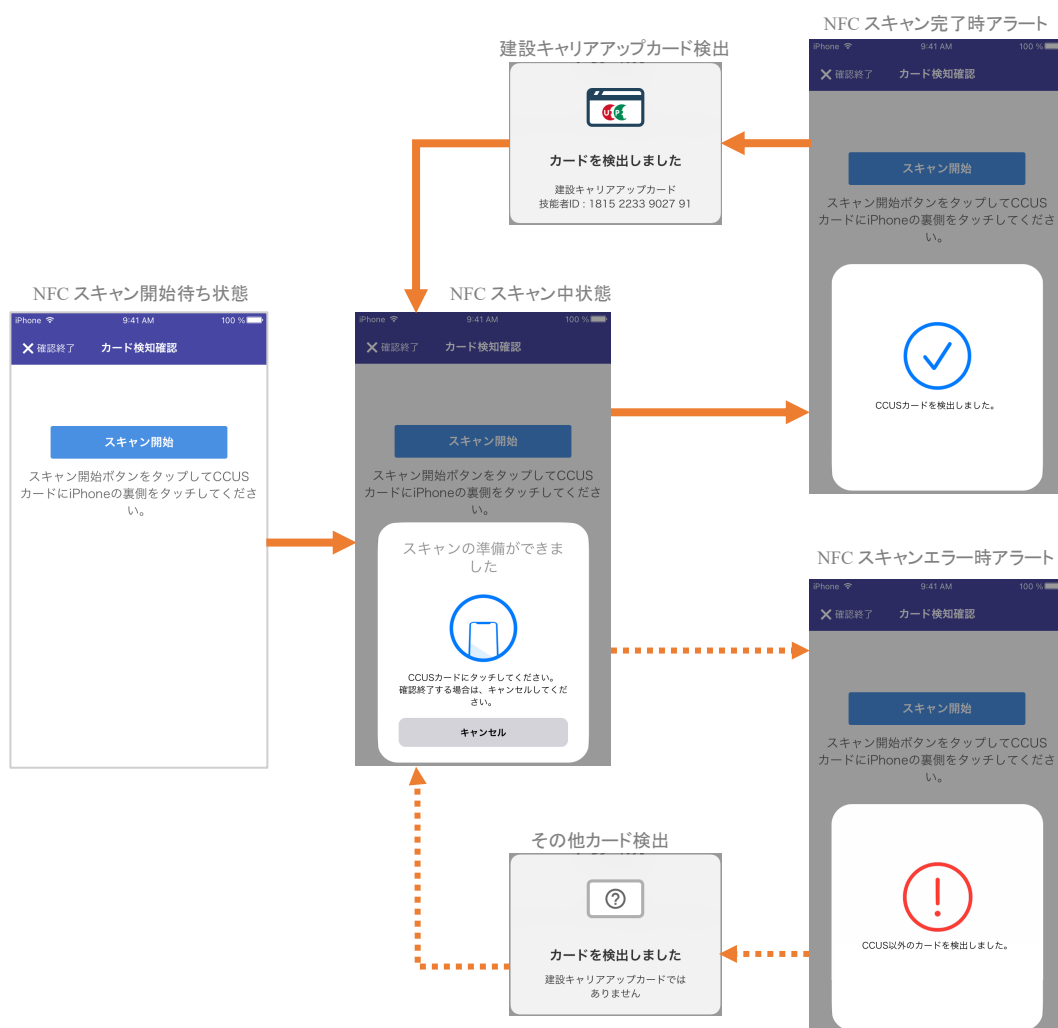 NFC スキャン完了時アラート
iPhone 9:41 AM 100 %
確認終了 カード検知確認
スキャン開始
スキャン開始ボタンをタップしてCCUS
カードにiPhoneの裏側をタッチしてくださ
い。
CCUSカードを検出しました。
建設キャリアアップカード検出
カードを検出しました
建設キャリアアップカード
技能者ID : 1815 2233 9027 91
NFC スキャン開始待ち状態
iPhone 9:41 AM 100 %
確認終了 カード検知確認
スキャン開始
スキャン開始ボタンをタップしてCCUS
カードにiPhoneの裏側をタッチしてくださ
い。
NFC スキャン中状態
iPhone 9:41 AM 100 %
確認終了 カード検知確認
スキャン開始
スキャン開始ボタンをタップしてCCUS
カードにiPhoneの裏側をタッチしてくださ
い。
スキャンの準備ができま
した
CCUSカードにタッチしてください。
確認終了する場合は、キャンセルしてくだ
さい。
キャンセル
NFC スキャンエラー時アラート
iPhone 9:41 AM 100 %
確認終了 カード検知確認
スキャン開始
スキャン開始ボタンをタップしてCCUS
カードにiPhoneの裏側をタッチしてくださ
い。
CCUS以外のカードを検出しました。
その他カード検出
カードを検出しました
建設キャリアアップカードでは
ありません